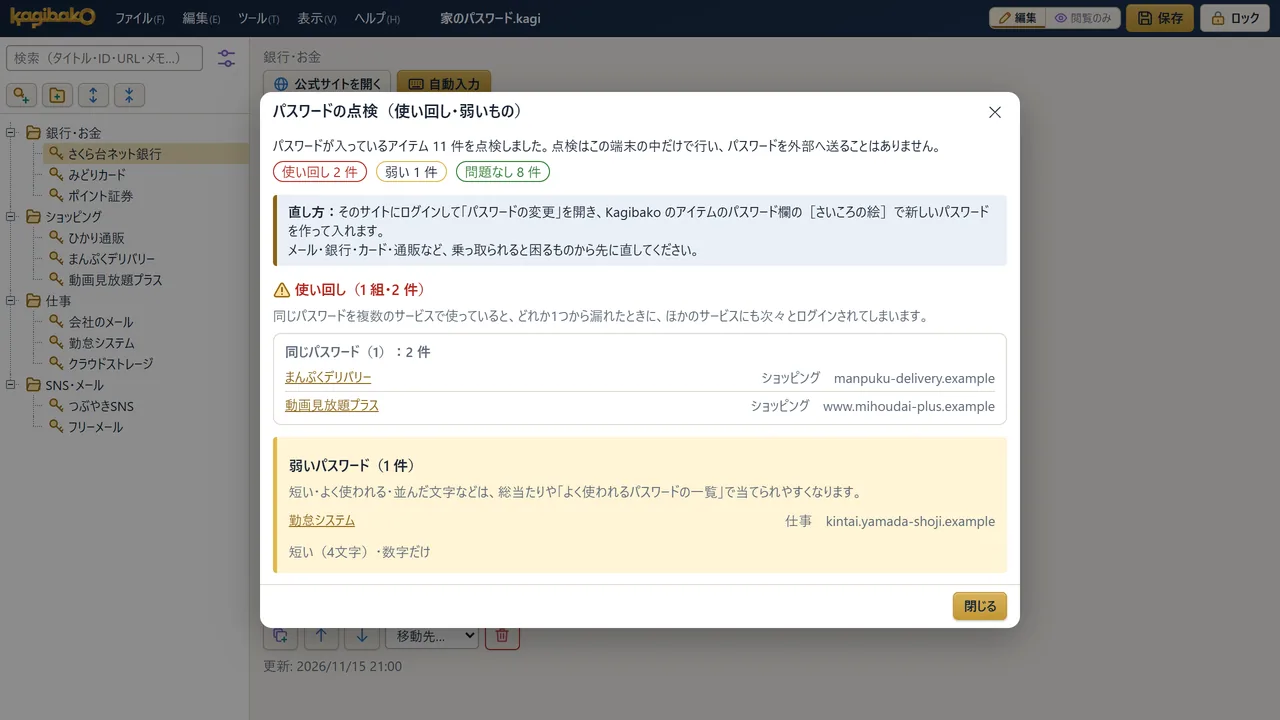 kagibako
ファイル(F) 編集(E) ツール(T) 表示(V) ヘルプ(H) 家のパスワード.kagi 編集 閲覧のみ 保存 ロック
検索（タイトル・ID・URL・メモ...）
銀行・お金
さくら台ネット銀行
みどりカード
ポイント証券
ショッピング
ひかり通販
まんぷくデリバリー
動画見放題プラス
仕事
会社のメール
勤怠システム
クラウドストレージ
SNS・メール
つぶやきSNS
フリーメール
銀行・お金
公式サイトを開く 自動入力
パスワードの点検（使い回し・弱いもの）
パスワードが入っているアイテム 11 件を点検しました。点検はこの端末の中だけで行い、パスワードを外部へ送ることはありません。
使い回し 2 件 弱い 1 件 問題なし 8 件
直し方：そのサイトにログインして「パスワードの変更」を開き、Kagibako のアイテムのパスワード欄の［さいころの絵］で新しいパスワード
を作って入れます。
メール・銀行・カード・通販など、乗っ取られると困るものから先に直してください。
使い回し（1 組・2 件）
同じパスワードを複数のサービスで使っていると、どれか1つから漏れたときに、ほかのサービスにも次々とログインされてしまいます。
同じパスワード（1）：2 件
まんぷくデリバリー ショッピング manpuku-delivery.example
動画見放題プラス ショッピング www.mihoudai-plus.example
弱いパスワード（1 件）
短い・よく使われる・並んだ文字などは、総当たりや「よく使われるパスワードの一覧」で当てられやすくなります。
勤怠システム 仕事 kintai.yamada-shoji.example
短い（4文字）・数字だけ
閉じる
移動先...
更新: 2026/11/15 21:00